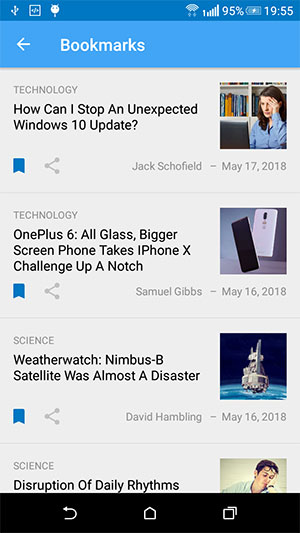 95% 19:55
Bookmarks
TECHNOLOGY
How Can I Stop An Unexpected
Windows 10 Update?
Jack Schofield – May 17, 2018
TECHNOLOGY
OnePlus 6: All Glass, Bigger
Screen Phone Takes IPhone X
Challenge Up A Notch
Samuel Gibbs – May 16, 2018
SCIENCE
Weatherwatch: Nimbus-B
Satellite Was Almost A Disaster
David Hambling – May 16, 2018
SCIENCE
Disruption Of Daily Rhythms